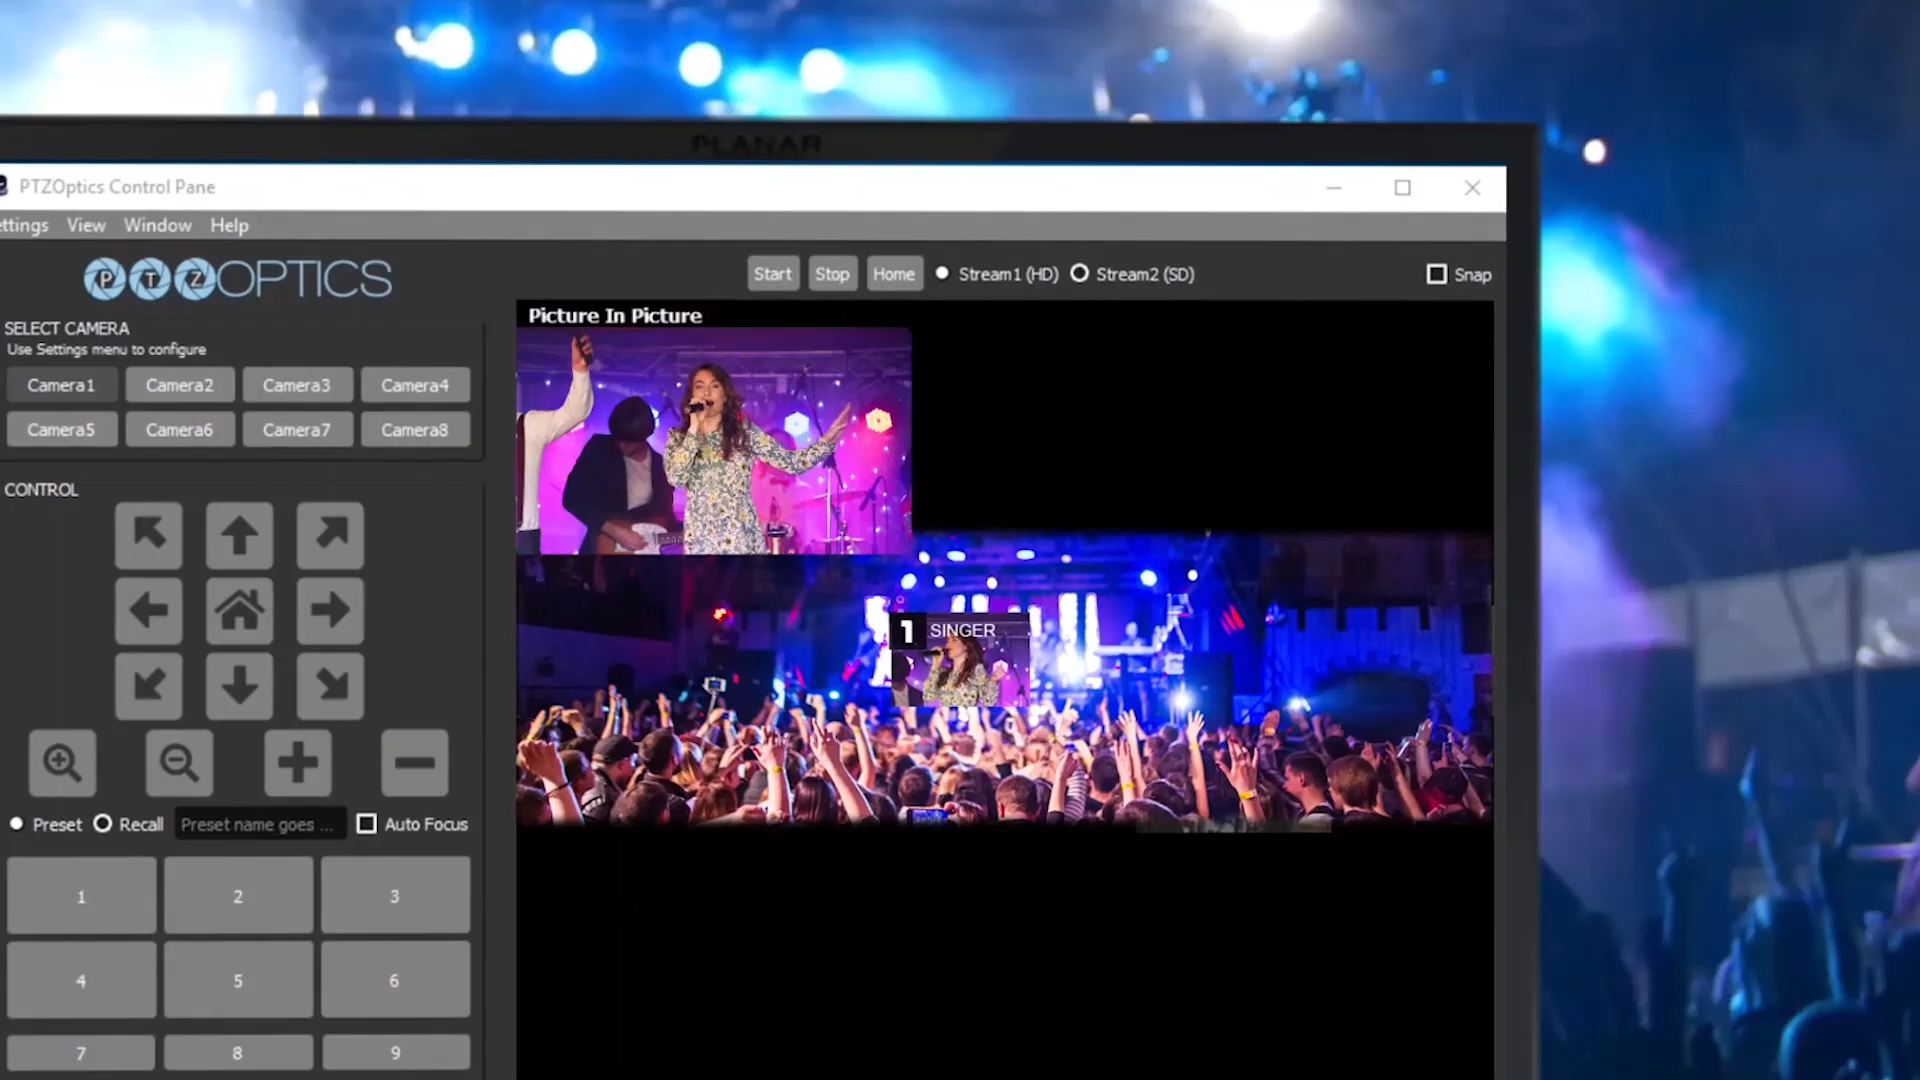 PLANAR
PTZOptics Control Pane
ettings View Window Help
PTZOPTICS
Start Stop Home Stream1 (HD) Stream2 (SD) Snap
SELECT CAMERA
Use Settings menu to configure
Camera1 Camera2 Camera3 Camera4
Camera5 Camera6 Camera7 Camera8
Picture In Picture
1 SINGER
CONTROL
Preset Recall Preset name goes ... Auto Focus
1 2 3
4 5 6
7 8 9